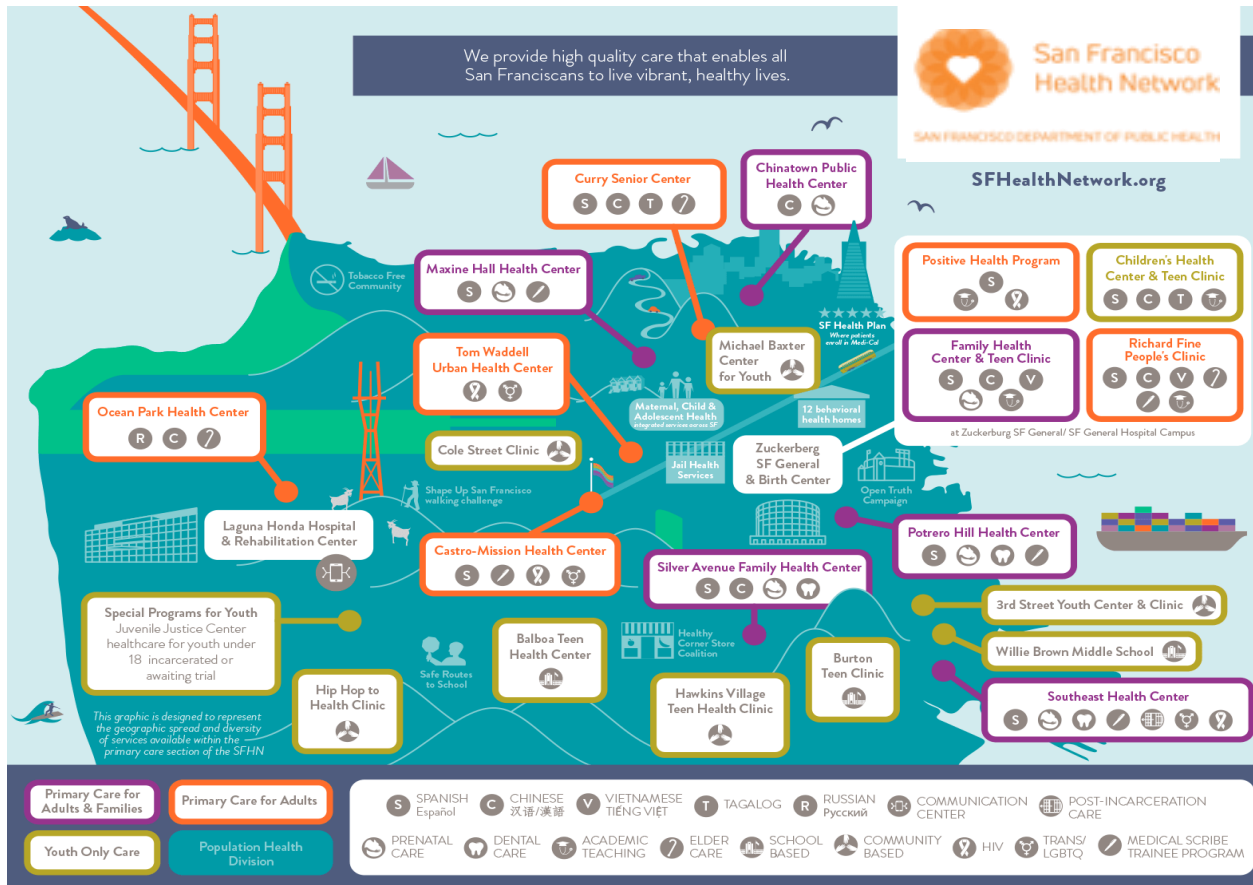 We provide high quality care that enables all
San Franciscans to live vibrant, healthy lives.
San Francisco
Health Network
SAN FRANCISCO DEPARTMENT OF PUBLIC HEALTH
SFHealthNetwork.org
Curry Senior Center
S C T
Chinatown Public
Health Center
C
Maxine Hall Health Center
S
Tobacco Free
Community
Positive Health Program
S
Children's Health
Center & Teen Clinic
S C T
Family Health
Center & Teen Clinic
S C V
Richard Fine
People's Clinic
S C V
at Zuckerburg SF General/ SF General Hospital Campus
SF Health Plan
Where patients
enroll in Medi-Cal
Michael Baxter
Center
for Youth
Tom Waddell
Urban Health Center
Ocean Park Health Center
R C
Maternal, Child &
Adolescent Health
integrated services across SF
12 behavioral
health homes
Cole Street Clinic
Jail Health
Services
Zuckerberg
SF General
& Birth Center
Open Truth
Campaign
Shape Up San Francisco
walking challenge
Laguna Honda Hospital
& Rehabilitation Center
Castro-Mission Health Center
S
Potrero Hill Health Center
S
Silver Avenue Family Health Center
S C
3rd Street Youth Center & Clinic
Special Programs for Youth
Juvenile Justice Center
healthcare for youth under
18 incarcerated or
awaiting trial
Safe Routes
to School
Balboa Teen
Health Center
Healthy
Corner Store
Coalition
Burton
Teen Clinic
Willie Brown Middle School
Hip Hop to
Health Clinic
Hawkins Village
Teen Health Clinic
Southeast Health Center
S
This graphic is designed to represent
the geographic spread and diversity
of services available within the
primary care section of the SFHN
Primary Care for
Adults & Families
Primary Care for Adults
Youth Only Care
Population Health
Division
S SPANISH
Español
C CHINESE
汉语/漢語
V VIETNAMESE
TIẾNG VIỆT
T TAGALOG
R RUSSIAN
Русский
COMMUNICATION
CENTER
POST-INCARCERATION
CARE
PRENATAL
CARE
DENTAL
CARE
ACADEMIC
TEACHING
ELDER
CARE
SCHOOL
BASED
COMMUNITY
BASED
HIV
TRANS/
LGBTQ
MEDICAL SCRIBE
TRAINEE PROGRAM